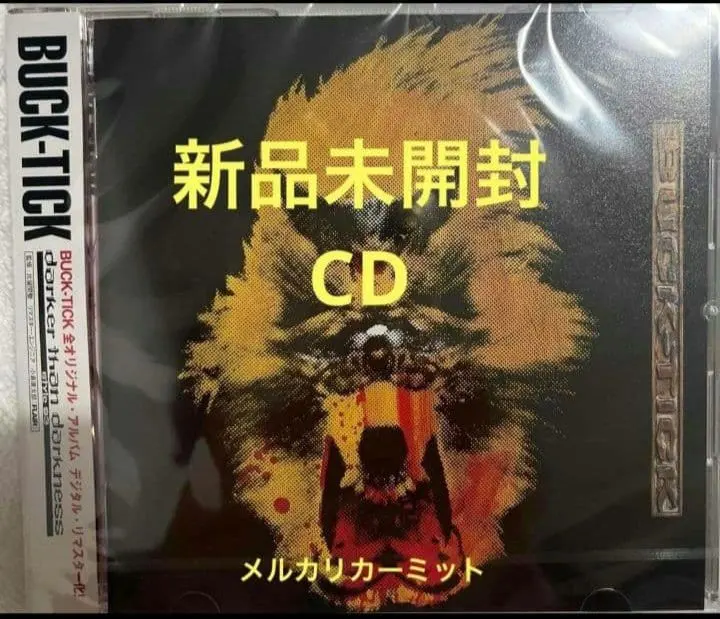 BUCK-TICK
BUCK-TICK 全オリジナル・アルバム デジタル・リマスター化!
darker than darkness
新品未開封
CD
BUCK-TICK
メルカリカーミット